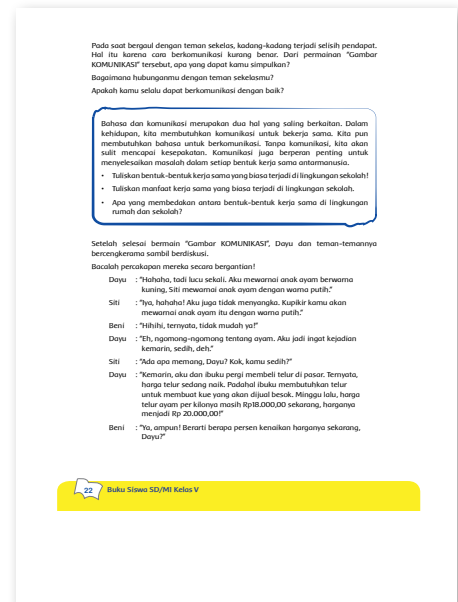 Pada saat bergaul dengan teman sekelas, kadang-kadang terjadi selisih pendapat.
Hal itu karena cara berkomunikasi kurang benar. Dari permainan “Gambar
KOMUNIKASI” tersebut, apa yang dapat kamu simpulkan?
Bagaimana hubunganmu dengan teman sekelasmu?
Apakah kamu selalu dapat berkomunikasi dengan baik?
Bahasa dan komunikasi merupakan dua hal yang saling berkaitan. Dalam
kehidupan, kita membutuhkan komunikasi untuk bekerja sama. Kita pun
membutuhkan bahasa untuk berkomunikasi. Tanpa komunikasi, kita akan
sulit mencapai kesepakatan. Komunikasi juga berperan penting untuk
menyelesaikan masalah dalam setiap bentuk kerja sama antarmanusia.
• Tuliskan bentuk-bentuk kerja sama yang biasa terjadi di lingkungan sekolah!
• Tuliskan manfaat kerja sama yang biasa terjadi di lingkungan sekolah.
• Apa yang membedakan antara bentuk-bentuk kerja sama di lingkungan
rumah dan sekolah?
Setelah selesai bermain “Gambar KOMUNIKASI”, Dayu dan teman-temannya
bercengkerama sambil berdiskusi.
Bacalah percakapan mereka secara bergantian!
Dayu : “Hahaha, tadi lucu sekali. Aku mewarnai anak ayam berwarna
kuning, Siti mewarnai anak ayam dengan warna putih.”
Siti : “Iya, hahaha! Aku juga tidak menyangka. Kupikir kamu akan
mewarnai anak ayam itu dengan warna putih.”
Beni : “Hihihi, ternyata, tidak mudah ya!”
Dayu : “Eh, ngomong-ngomong tentang ayam. Aku jadi ingat kejadian
kemarin, sedih, deh.”
Siti : “Ada apa memang, Dayu? Kok, kamu sedih?”
Dayu : “Kemarin, aku dan ibuku pergi membeli telur di pasar. Ternyata,
harga telur sedang naik. Padahal ibuku membutuhkan telur
untuk membuat kue yang akan dijual besok. Minggu lalu, harga
telur ayam per kilonya masih Rp18.000,00 sekarang, harganya
menjadi Rp 20.000,00!”
Beni : “Ya, ampun! Berarti berapa persen kenaikan harganya sekarang,
Dayu?”
22 Buku Siswa SD/MI Kelas V